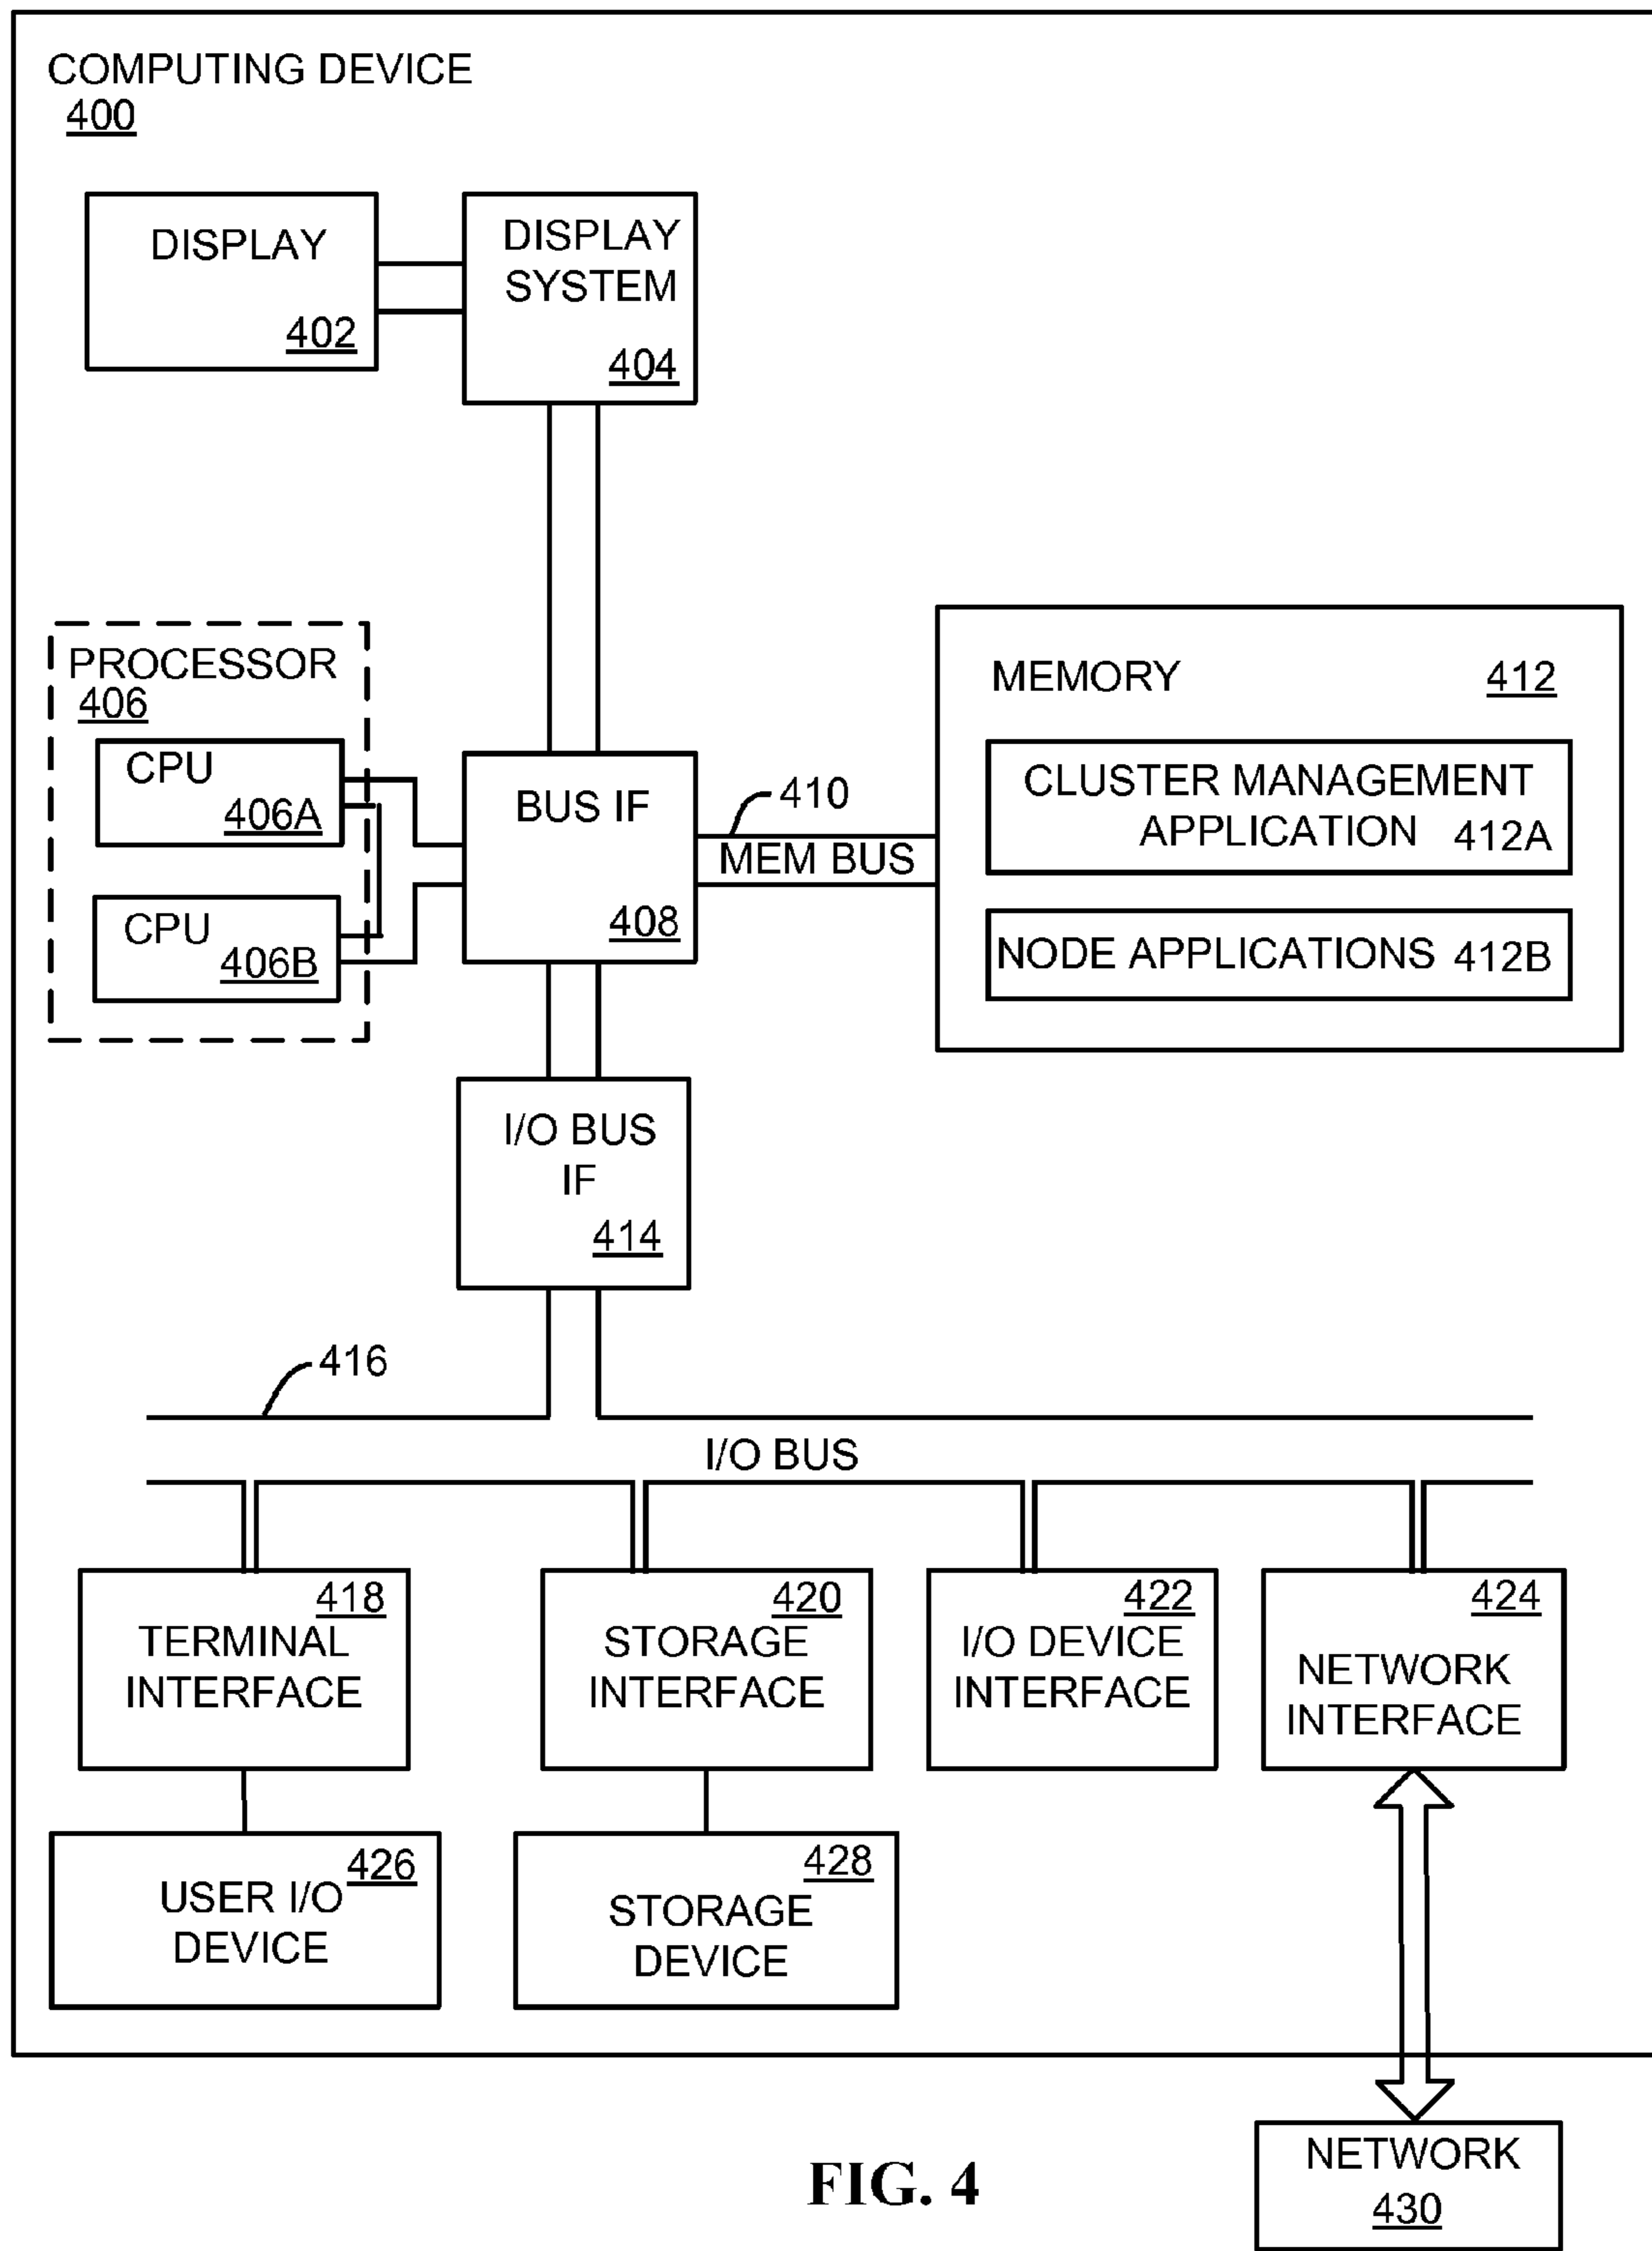 COMPUTING DEVICE
400
DISPLAY
402
DISPLAY
SYSTEM
404
PROCESSOR
406
CPU
406A
CPU
406B
BUS IF
408
410
MEM BUS
MEMORY 412
CLUSTER MANAGEMENT
APPLICATION 412A
NODE APPLICATIONS 412B
I/O BUS
IF
414
416
I/O BUS
418
TERMINAL
INTERFACE
420
STORAGE
INTERFACE
422
I/O DEVICE
INTERFACE
424
NETWORK
INTERFACE
426
USER I/O
DEVICE
428
STORAGE
DEVICE
NETWORK
430
FIG. 4